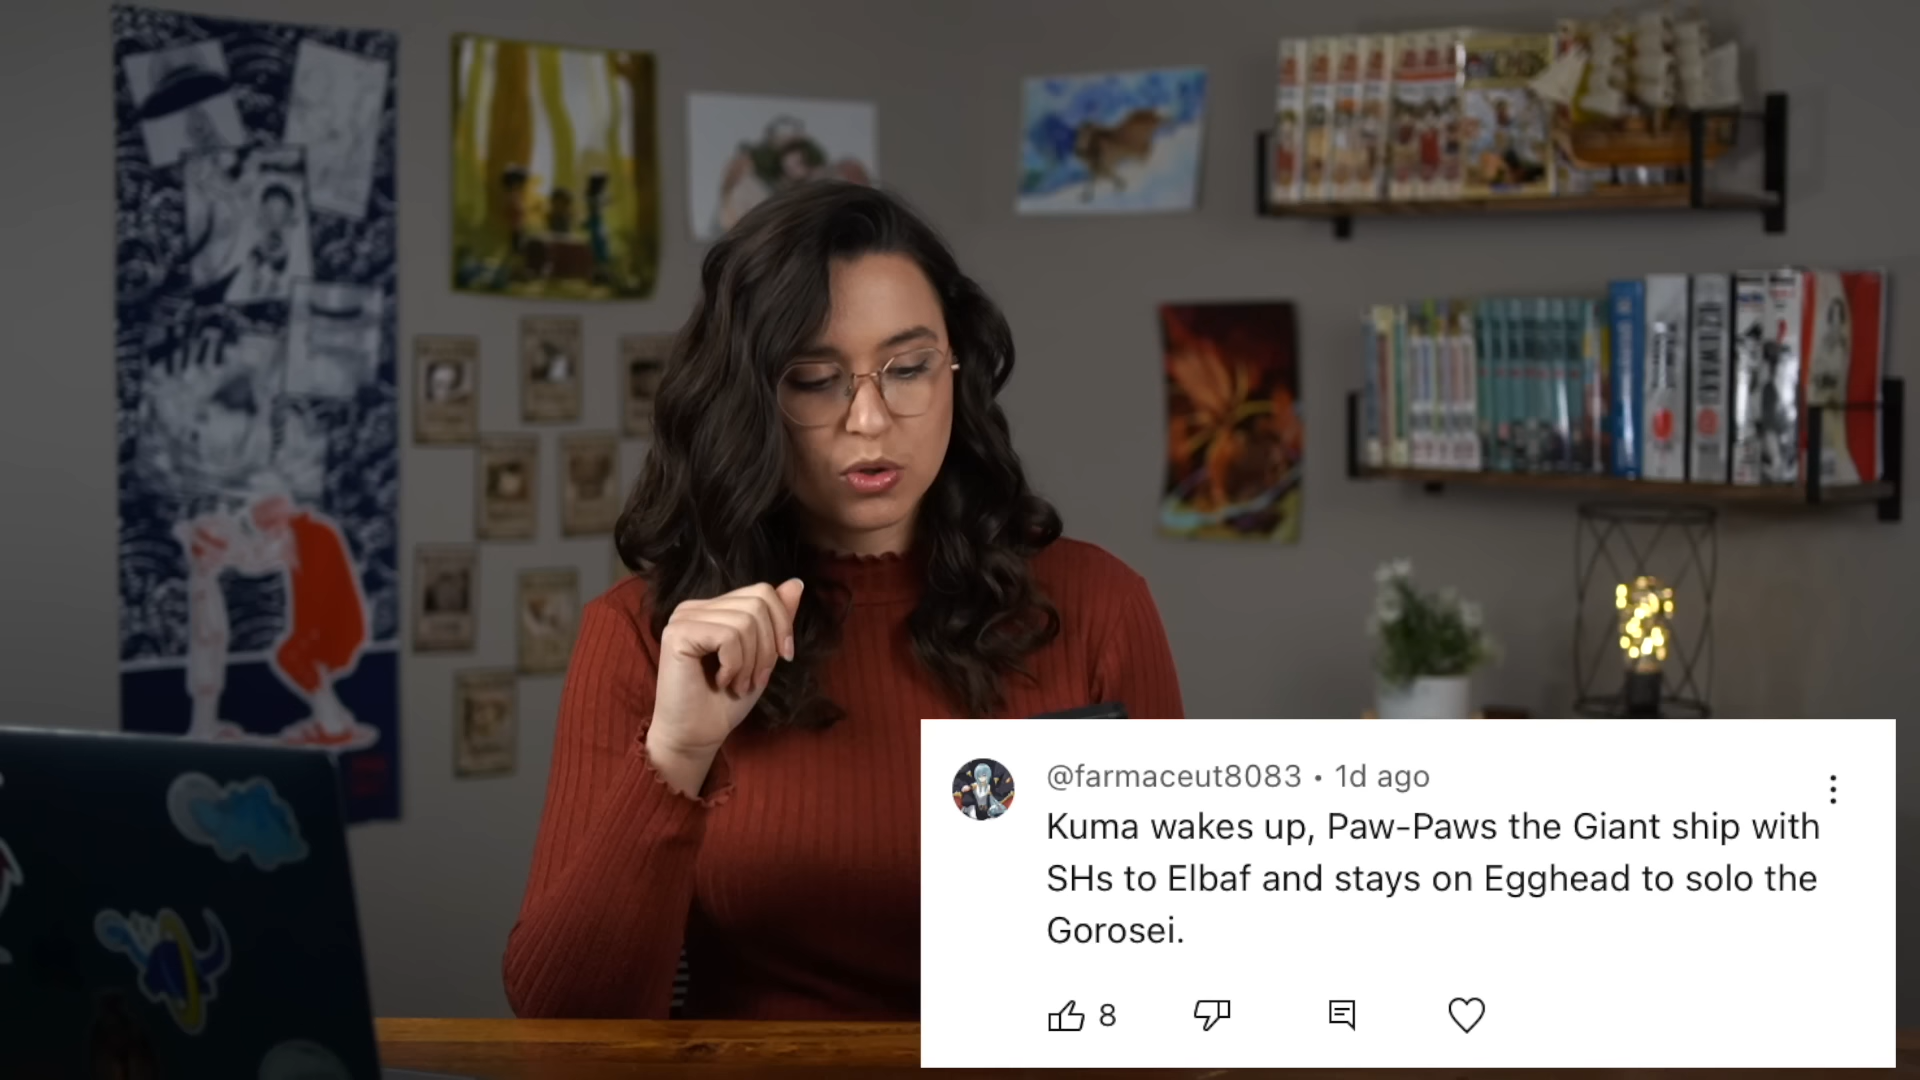 @farmaceut8083 • 1d ago
Kuma wakes up, Paw-Paws the Giant ship with
SHs to Elbaf and stays on Egghead to solo the
Gorosei.
8